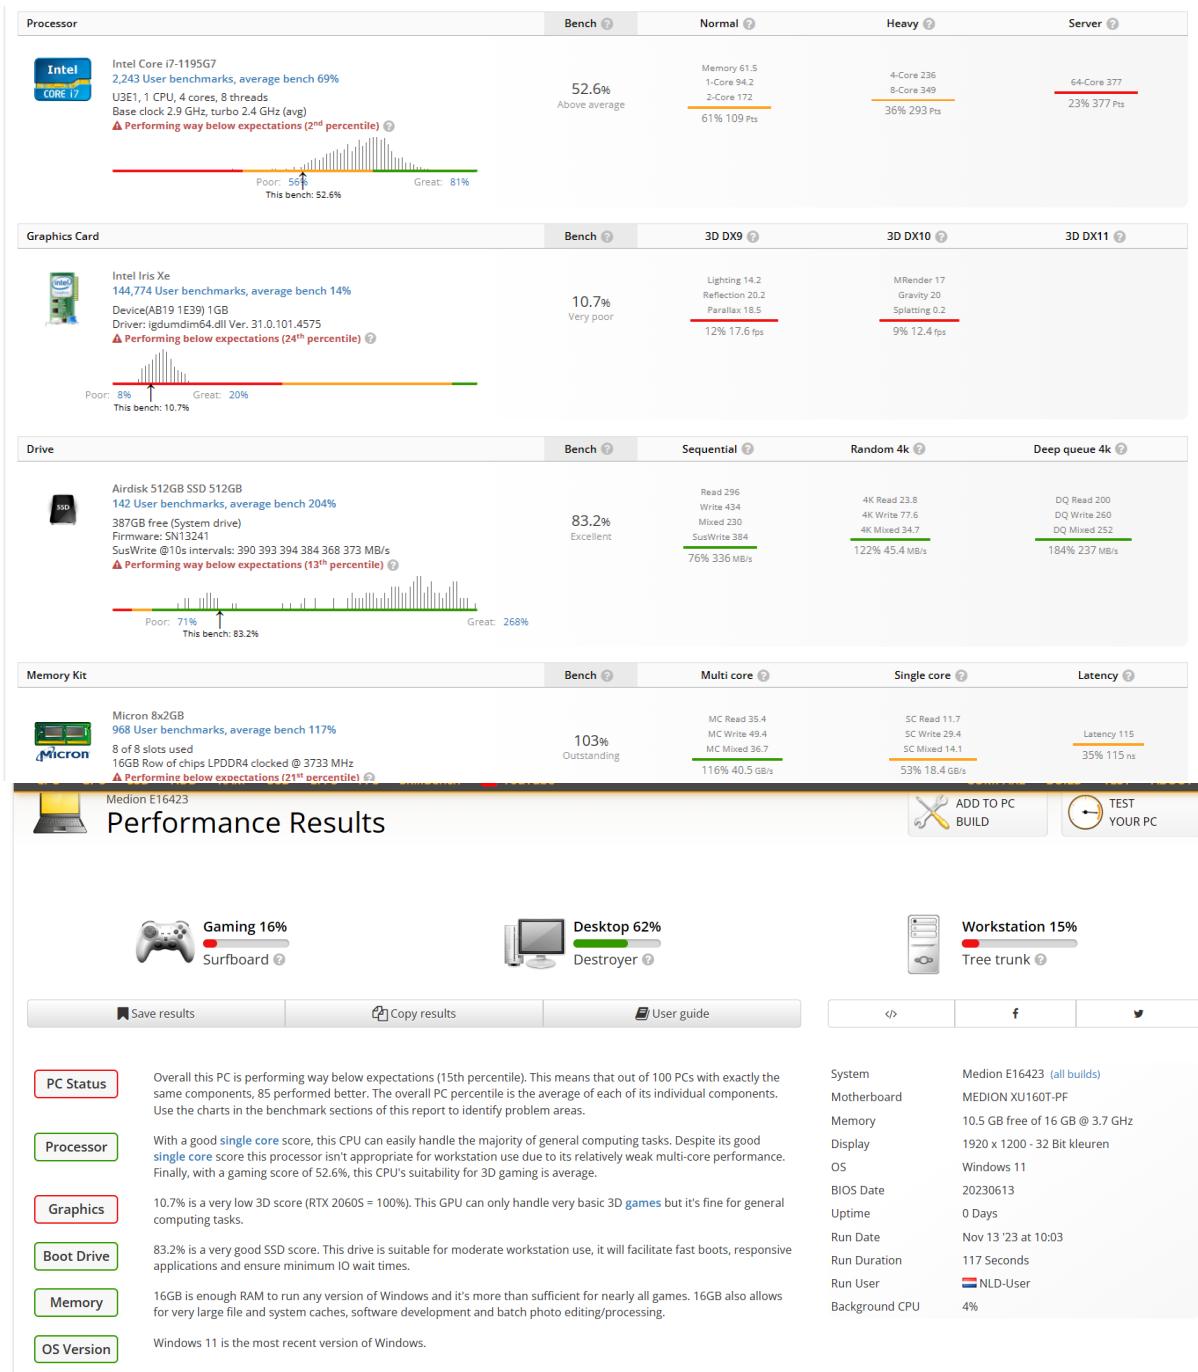 Processor Bench Normal Heavy Server
Intel CORE i7
Intel Core i7-1195G7
2,243 User benchmarks, average bench 69%
U3E1, 1 CPU, 4 cores, 8 threads
Base clock 2.9 GHz, turbo 2.4 GHz (avg)
Performing way below expectations (2nd percentile)
Poor: 56% Great: 81%
This bench: 52.6%
52.6%
Above average
Memory 61.5
1-Core 94.2
2-Core 172
61% 109 Pts
4-Core 236
8-Core 349
36% 293 Pts
64-Core 377
23% 377 Pts
Graphics Card Bench 3D DX9 3D DX10 3D DX11
intel
Intel Iris Xe
144,774 User benchmarks, average bench 14%
Device(AB19 1E39) 1GB
Driver: igdumdim64.dll Ver. 31.0.101.4575
Performing below expectations (24th percentile)
Poor: 8% Great: 20%
This bench: 10.7%
10.7%
Very poor
Lighting 14.2
Reflection 20.2
Parallax 18.5
12% 17.6 fps
MRender 17
Gravity 20
Splatting 0.2
9% 12.4 fps
Drive Bench Sequential Random 4k Deep queue 4k
SSD
Airdisk 512GB SSD 512GB
142 User benchmarks, average bench 204%
387GB free (System drive)
Firmware: SN13241
SusWrite @10s intervals: 390 393 394 384 368 373 MB/s
Performing way below expectations (13th percentile)
Poor: 71% Great: 268%
This bench: 83.2%
83.2%
Excellent
Read 296
Write 434
Mixed 230
SusWrite 384
76% 336 MB/s
4K Read 23.8
4K Write 77.6
4K Mixed 34.7
122% 45.4 MB/s
DQ Read 200
DQ Write 260
DQ Mixed 252
184% 237 MB/s
Memory Kit Bench Multi core Single core Latency
Micron
Micron 8x2GB
968 User benchmarks, average bench 117%
8 of 8 slots used
16GB Row of chips LPDDR4 clocked @ 3733 MHz
Performing below expectations (21st percentile)
103%
Outstanding
MC Read 35.4
MC Write 49.4
MC Mixed 36.7
116% 40.5 GB/s
SC Read 11.7
SC Write 29.4
SC Mixed 14.1
53% 18.4 GB/s
Latency 115
35% 115 ns
Medion E16423
Performance Results
ADD TO PC BUILD
TEST YOUR PC
Gaming 16%
Surfboard
Desktop 62%
Destroyer
Workstation 15%
Tree trunk
Save results Copy results User guide </> f
PC Status
Overall this PC is performing way below expectations (15th percentile). This means that out of 100 PCs with exactly the
same components, 85 performed better. The overall PC percentile is the average of each of its individual components.
Use the charts in the benchmark sections of this report to identify problem areas.
Processor
With a good single core score, this CPU can easily handle the majority of general computing tasks. Despite its good
single core score this processor isn't appropriate for workstation use due to its relatively weak multi-core performance.
Finally, with a gaming score of 52.6%, this CPU's suitability for 3D gaming is average.
Graphics
10.7% is a very low 3D score (RTX 2060S = 100%). This GPU can only handle very basic 3D games but it's fine for general
computing tasks.
Boot Drive
83.2% is a very good SSD score. This drive is suitable for moderate workstation use, it will facilitate fast boots, responsive
applications and ensure minimum IO wait times.
Memory
16GB is enough RAM to run any version of Windows and it's more than sufficient for nearly all games. 16GB also allows
for very large file and system caches, software development and batch photo editing/processing.
OS Version
Windows 11 is the most recent version of Windows.
System Medion E16423 (all builds)
Motherboard MEDION XU160T-PF
Memory 10.5 GB free of 16 GB @ 3.7 GHz
Display 1920 x 1200 - 32 Bit kleuren
OS Windows 11
BIOS Date 20230613
Uptime 0 Days
Run Date Nov 13 '23 at 10:03
Run Duration 117 Seconds
Run User NLD-User
Background CPU 4%